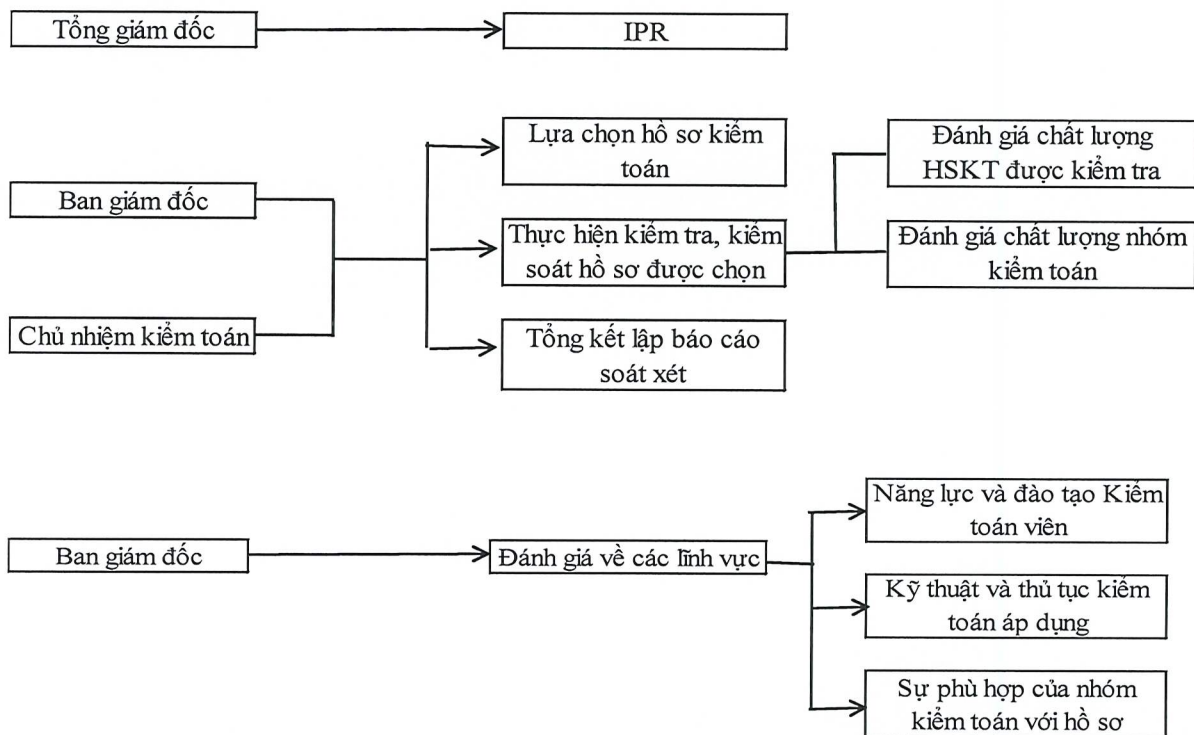 Tổng giám đốc
IPR
Lựa chọn hồ sơ kiểm
toán
Đánh giá chất lượng
HSKT được kiểm tra
Ban giám đốc
Thực hiện kiểm tra, kiểm
soát hồ sơ được chọn
Đánh giá chất lượng nhóm
kiểm toán
Chủ nhiệm kiểm toán
Tổng kết lập báo cáo
soát xét
Ban giám đốc
Đánh giá về các lĩnh vực
Năng lực và đào tạo Kiểm
toán viên
Kỹ thuật và thủ tục kiểm
toán áp dụng
Sự phù hợp của nhóm
kiểm toán với hồ sơ